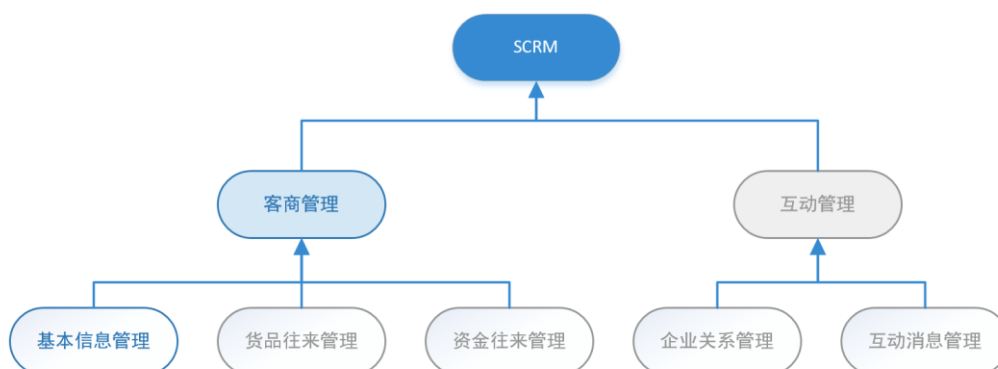 SCRM
客商管理
互动管理
基本信息管理
货品往来管理
资金往来管理
企业关系管理
互动消息管理